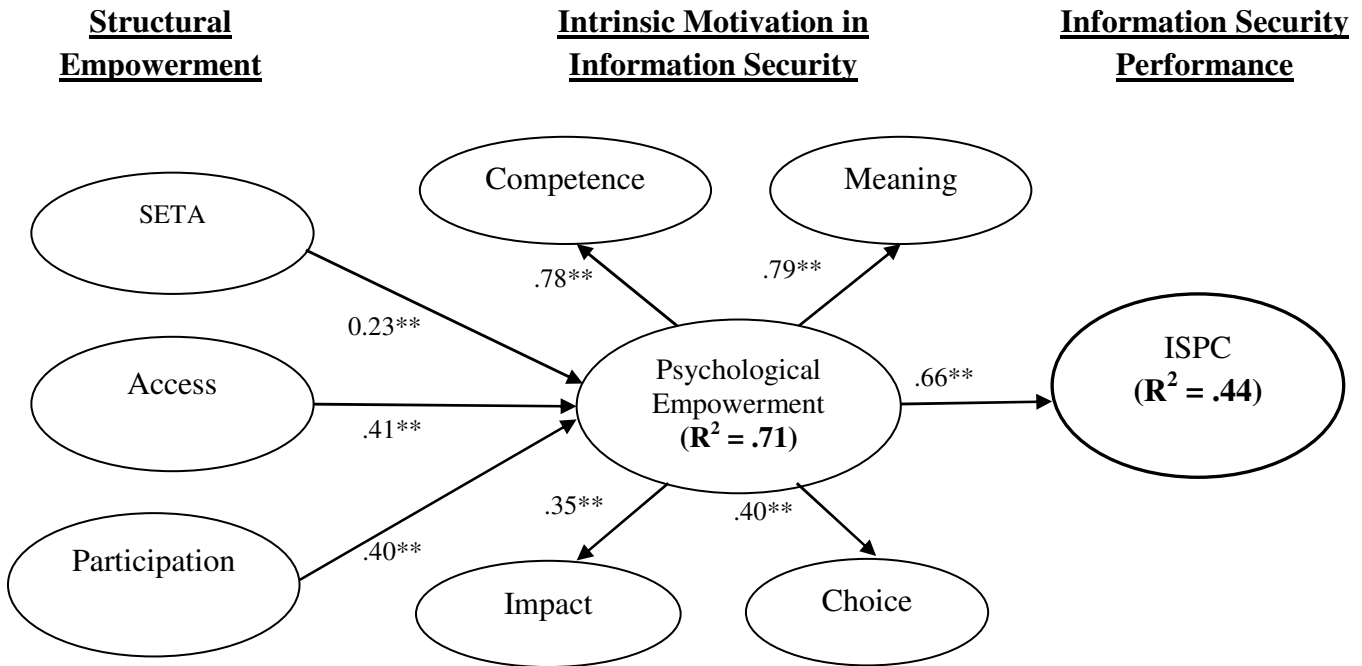 Structural
Empowerment
Intrinsic Motivation in
Information Security
Information Security
Performance
Competence
Meaning
SETA
.78**
.79**
0.23**
Access
.41**
Psychological
Empowerment
(R² = .71)
.66**
ISPC
(R² = .44)
Participation
.40**
.35**
.40**
Impact
Choice